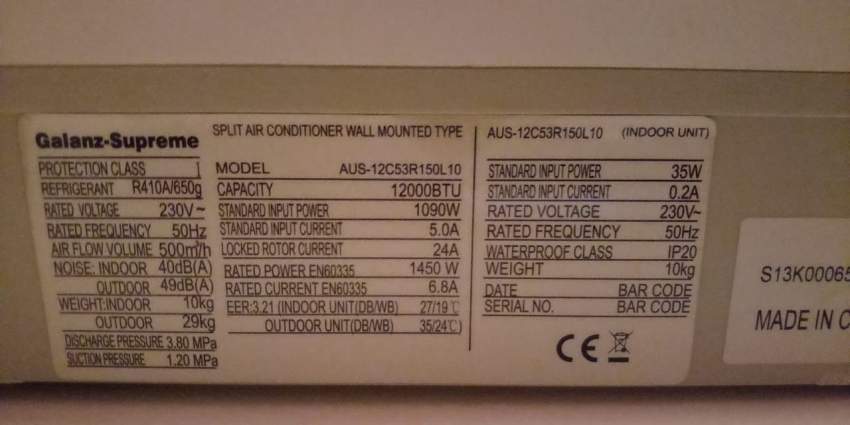 Galanz-Supreme
SPLIT AIR CONDITIONER WALL MOUNTED TYPE
PROTECTION CLASS I
REFRIGERANT R410A/650g
RATED VOLTAGE 230V~
RATED FREQUENCY 50Hz
AIR FLOW VOLUME 500m³/h
NOISE: INDOOR 40dB(A)
OUTDOOR 49dB(A)
WEIGHT:INDOOR 10kg
OUTDOOR 29kg
DISCHARGE PRESSURE 3.80 MPa
SUCTION PRESSURE 1.20 MPa
MODEL AUS-12C53R150L10
CAPACITY 12000BTU
STANDARD INPUT POWER 1090W
STANDARD INPUT CURRENT 5.0A
LOCKED ROTOR CURRENT 24A
RATED POWER EN60335 1450 W
RATED CURRENT EN60335 6.8A
EER:3.21 (INDOOR UNIT(DB/WB) 27/19℃
OUTDOOR UNIT(DB/WB) 35/24℃)
AUS-12C53R150L10 (INDOOR UNIT)
STANDARD INPUT POWER 35W
STANDARD INPUT CURRENT 0.2A
RATED VOLTAGE 230V~
RATED FREQUENCY 50Hz
WATERPROOF CLASS IP20
WEIGHT 10kg
DATE BAR CODE
SERIAL NO. BAR CODE
CE
S13K00065
MADE IN C